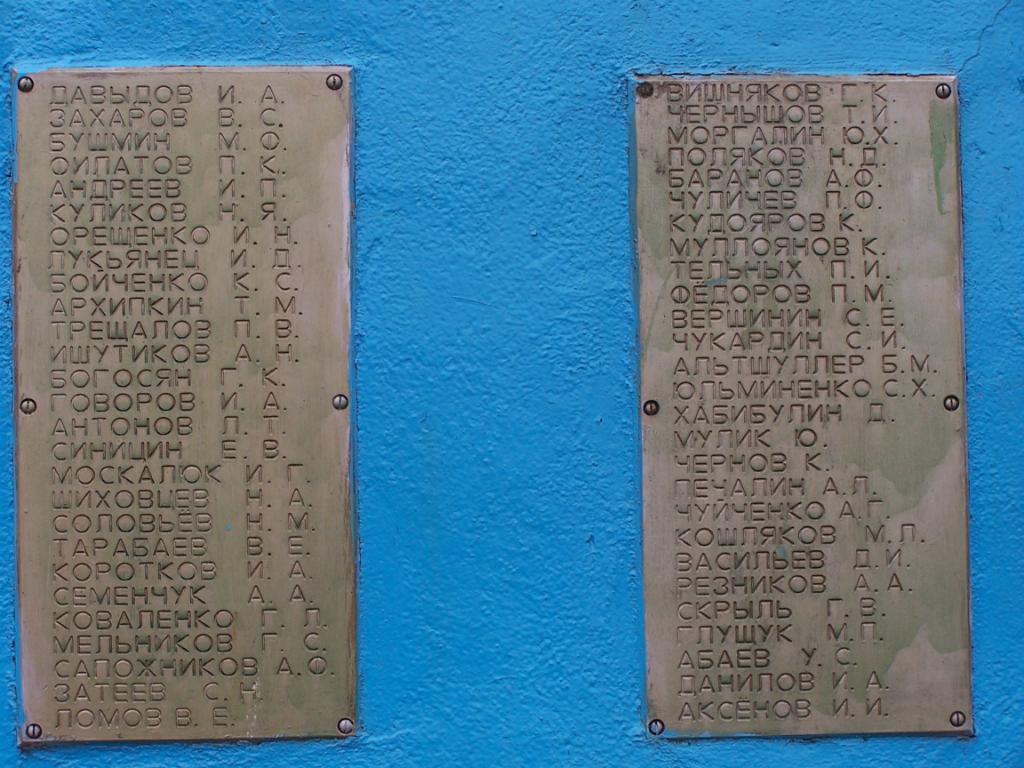 ДАВЫДОВ И. А.
ЗАХАРОВ В. С.
БУШМИН М. Ф.
ФИЛАТОВ П. К.
АНДРЕЕВ И. П.
КУЛИКОВ Н. Я.
ОРЕЩЕНКО И. Н.
ЛУКЬЯНЕЦ И. Д.
БОЙЧЕНКО К. С.
АРХИПКИН Т. М.
ТРЕЩАЛОВ П. В.
ИШУТИКОВ А. Н.
БОГОСЯН Г. К.
ГОВОРОВ И. А.
АНТОНОВ Л. Т.
СИНИЦИН Е. В.
МОСКАЛЮК И. Г.
ШИХОВЦЕВ Н. А.
СОЛОВЬЁВ Н. М.
ТАРАБАЕВ В. Е.
КОРОТКОВ И. А.
СЕМЕНЧУК А. А.
КОВАЛЕНКО Г. Л.
МЕЛЬНИКОВ Г. С.
САПОЖНИКОВ А. Ф.
ЗАТЕЕВ С. Н.
ЛОМОВ В. Е.
ВИШНЯКОВ Г. К.
ЧЕРНЫШОВ Т. И.
МОРГАЛИН Ю. Х.
ПОЛЯКОВ Н. Д.
БАРАНОВ А. Ф.
ЧУЛИЧЕВ П. Ф.
КУДОЯРОВ К.
МУЛЛОЯНОВ К.
ТЕЛЬНЫХ П. И.
ФЁДОРОВ П. М.
ВЕРШИНИН С. Е.
ЧУКАРДИН С. И.
АЛЬТШУЛЛЕР Б. М.
ЮЛЬМИНЕНКО С. Х.
ХАБИБУЛИН Д.
МУЛИК Ю.
ЧЕРНОВ К.
ПЕЧАЛИН А. Л.
ЧУЙЧЕНКО А. Г.
КОШЛЯКОВ М. Л.
ВАСИЛЬЕВ Д. И.
РЕЗНИКОВ А. А.
СКРЫЛЬ Г. В.
ГЛУЩУК М. П.
АБАЕВ У. С.
ДАНИЛОВ И. А.
АКСЁНОВ И. И.